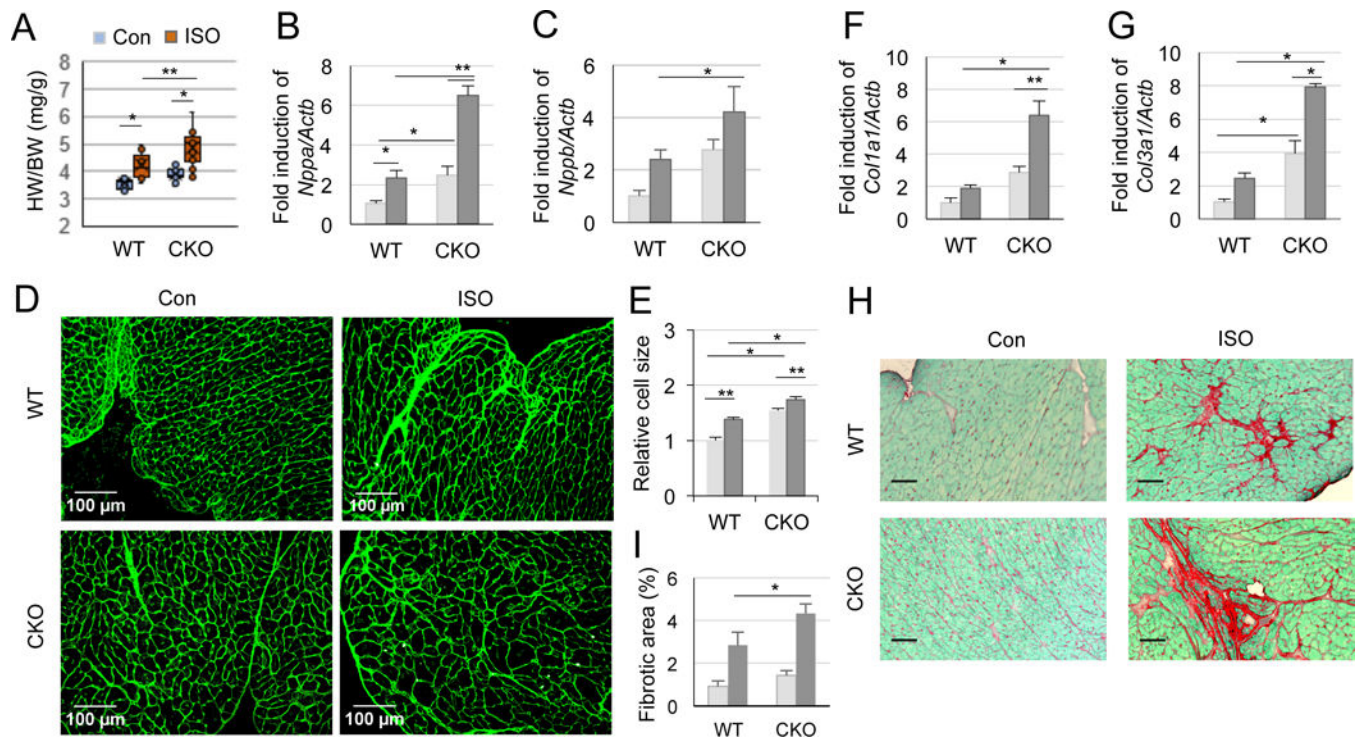 A
Con
ISO
HW/BW (mg/g)
8
7
6
5
4
3
2
**
*
*
WT
CKO
B
Fold induction of
Nppa/Actb
8
6
4
2
0
**
*
*
WT
CKO
C
Fold induction of
Nppb/Actb
6
4
2
0
*
WT
CKO
F
Fold induction of
Col1a1/Actb
10
8
6
4
2
0
*
**
WT
CKO
G
Fold induction of
Col3a1/Actb
10
8
6
4
2
0
*
*
*
WT
CKO
D
Con
ISO
WT
100 µm
100 µm
CKO
100 µm
100 µm
E
Relative cell size
3
2
1
0
*
*
**
**
WT
CKO
I
Fibrotic area (%)
6
4
2
0
*
WT
CKO
H
Con
ISO
WT
CKO